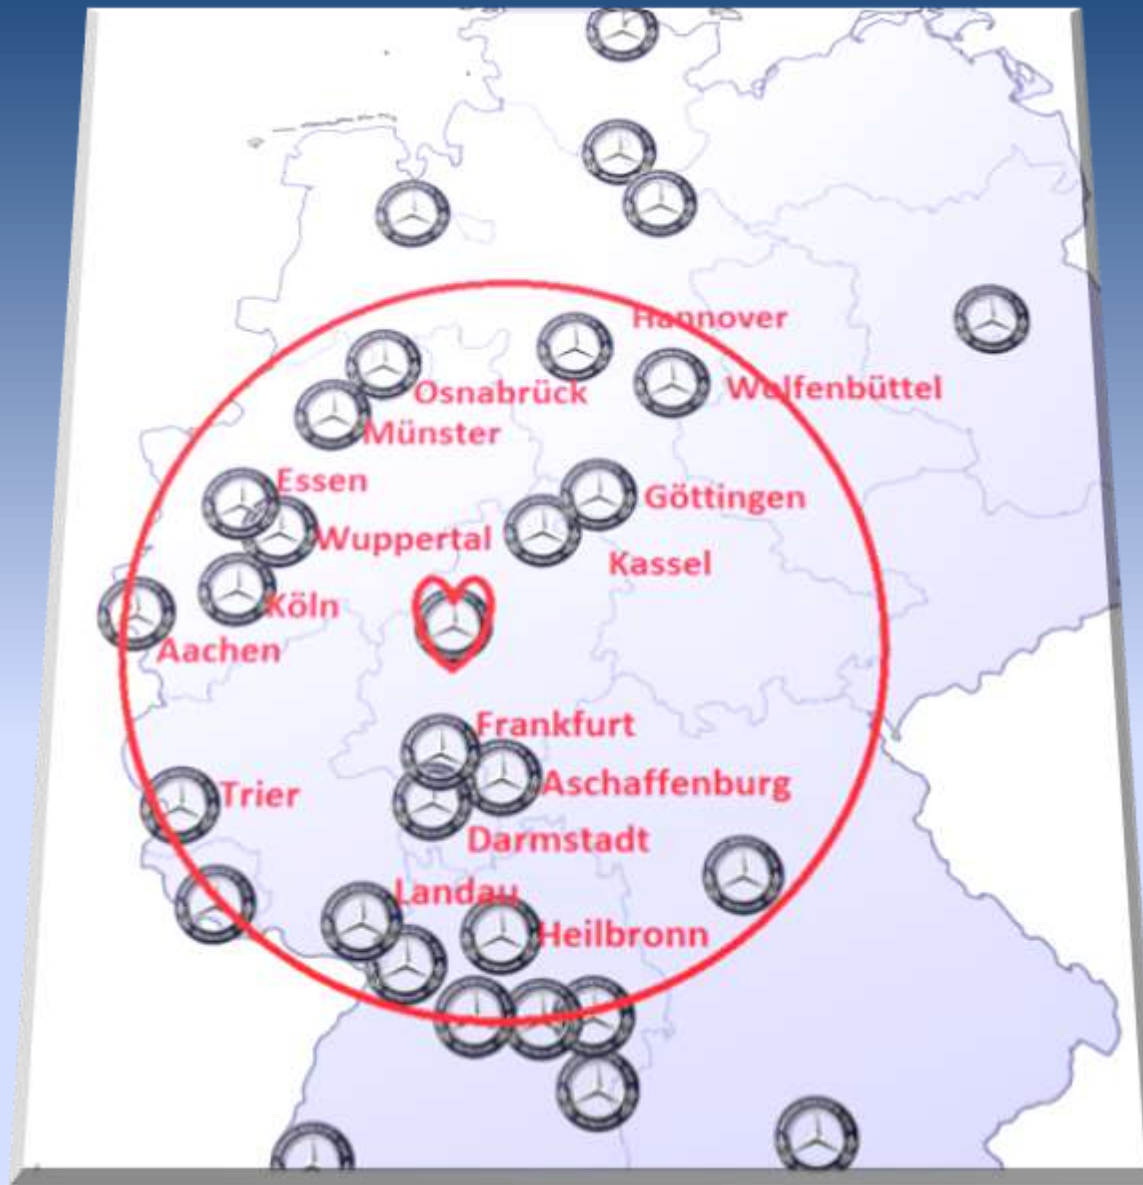 Hannover
Wolfenbüttel
Osnabrück
Münster
Essen
Göttingen
Wuppertal
Kassel
Köln
Aachen
Frankfurt
Aschaffenburg
Trier
Darmstadt
Landau
Heilbronn